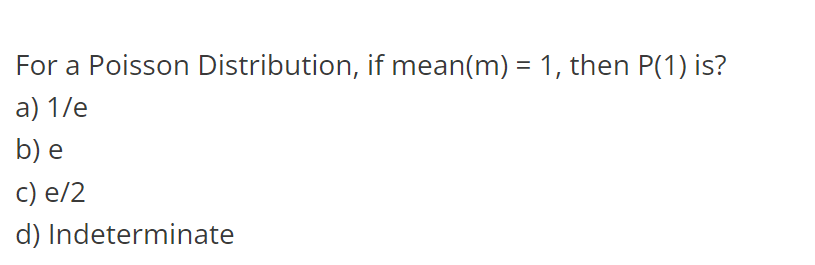 For a Poisson Distribution, if mean(m) = 1, then P(1) is?
a) 1/e
b) e
c) e/2
d) Indeterminate